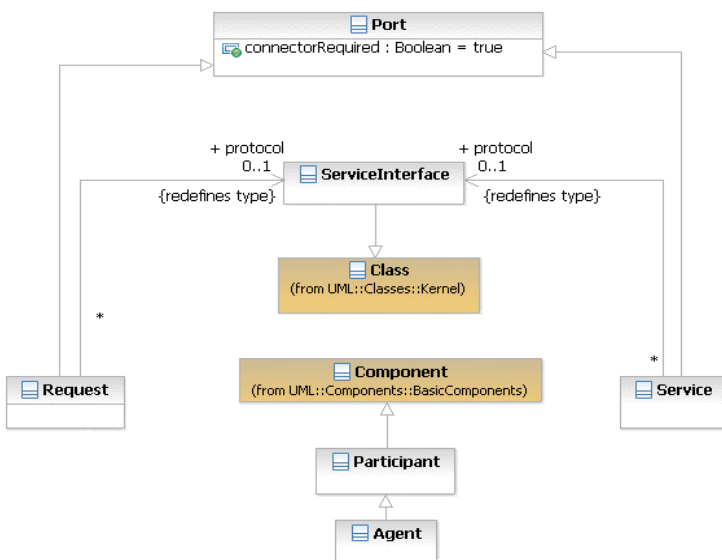 Port
connectorRequired : Boolean = true
+ protocol
0..1
{redefines type}
ServiceInterface
+ protocol
0..1
{redefines type}
Class
(from UML::Classes::Kernel)
*
*
Request
Component
(from UML::Components::BasicComponents)
Service
Participant
Agent